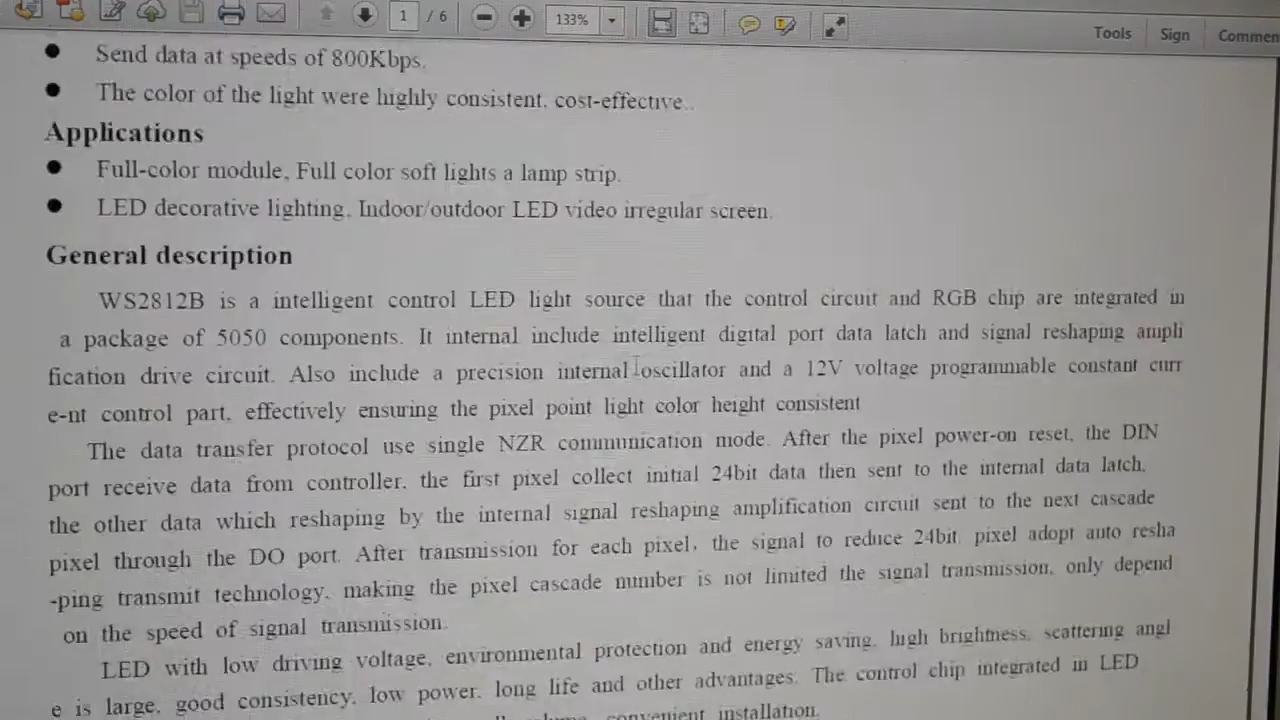 1 / 6 133% Tools Sign Commen
● Send data at speeds of 800Kbps.
● The color of the light were highly consistent, cost-effective..
Applications
● Full-color module, Full color soft lights a lamp strip.
● LED decorative lighting, Indoor/outdoor LED video irregular screen.
General description
WS2812B is a intelligent control LED light source that the control circuit and RGB chip are integrated in
a package of 5050 components. It internal include intelligent digital port data latch and signal reshaping ampli
fication drive circuit. Also include a precision internal oscillator and a 12V voltage programmable constant curr
e-nt control part, effectively ensuring the pixel point light color height consistent
The data transfer protocol use single NZR communication mode. After the pixel power-on reset, the DIN
port receive data from controller, the first pixel collect initial 24bit data then sent to the internal data latch,
the other data which reshaping by the internal signal reshaping amplification circuit sent to the next cascade
pixel through the DO port. After transmission for each pixel, the signal to reduce 24bit. pixel adopt auto resha
-ping transmit technology, making the pixel cascade number is not limited the signal transmission, only depend
on the speed of signal transmission.
LED with low driving voltage, environmental protection and energy saving, high brightness, scattering angl
e is large, good consistency, low power, long life and other advantages. The control chip integrated in LED
convenient installation.